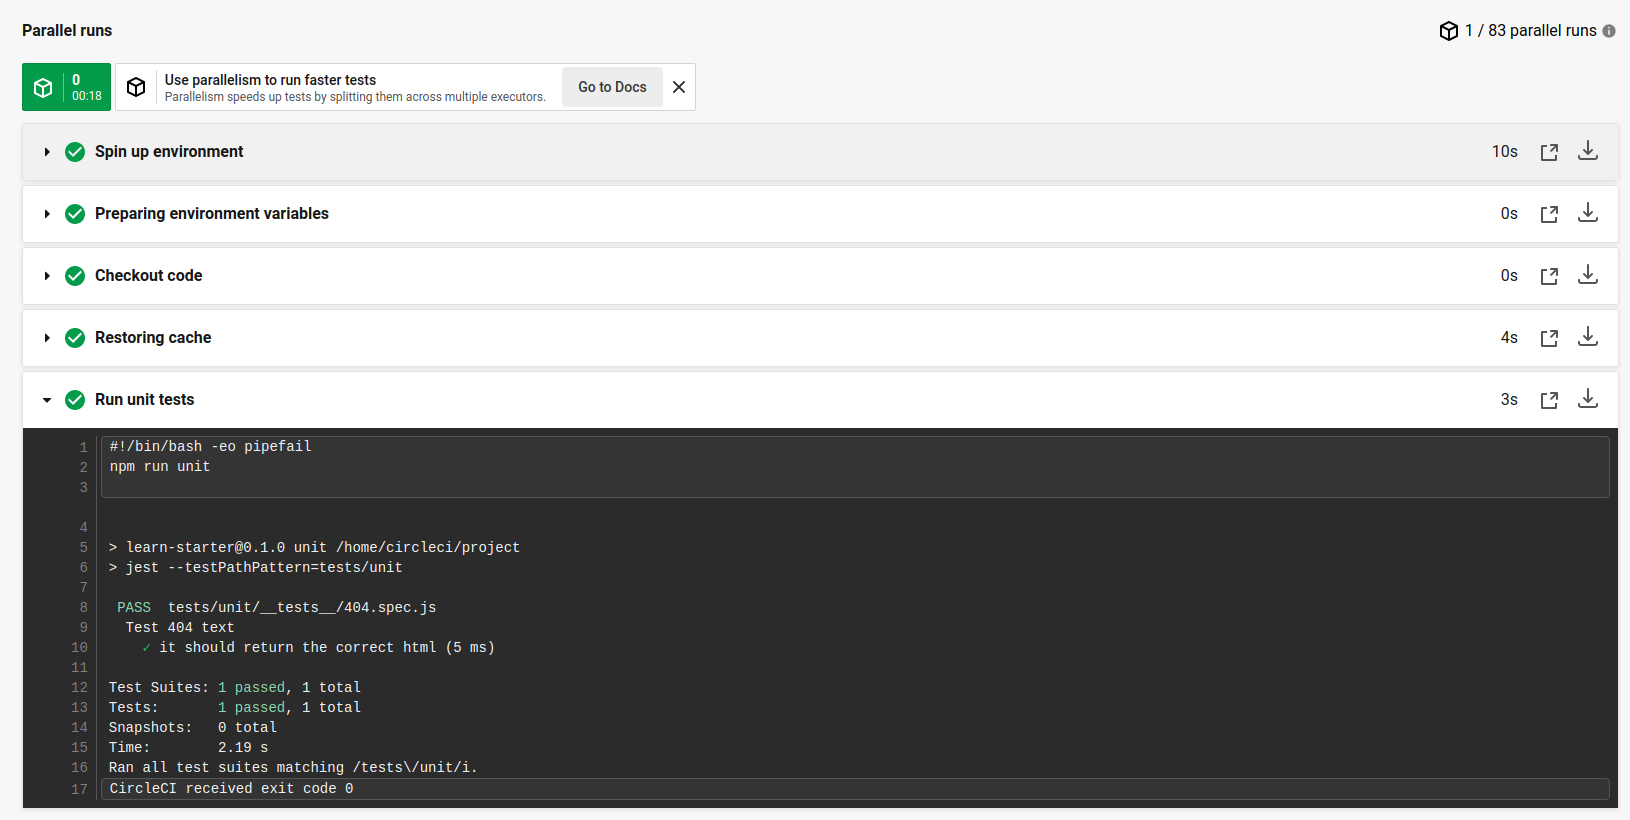 Parallel runs
1 / 83 parallel runs
0
00:18
Use parallelism to run faster tests
Parallelism speeds up tests by splitting them across multiple executors.
Go to Docs
Spin up environment 10s
Preparing environment variables 0s
Checkout code 0s
Restoring cache 4s
Run unit tests 3s
1 #!/bin/bash -eo pipefail
2 npm run unit
3
4
5 > learn-starter@0.1.0 unit /home/circleci/project
6 > jest --testPathPattern=tests/unit
7
8 PASS  tests/unit/__tests__/404.spec.js
9 Test 404 text
10 ✓ it should return the correct html (5 ms)
11
12 Test Suites: 1 passed, 1 total
13 Tests:       1 passed, 1 total
14 Snapshots:   0 total
15 Time:        2.19 s
16 Ran all test suites matching /tests\/unit/i.
17 CircleCI received exit code 0